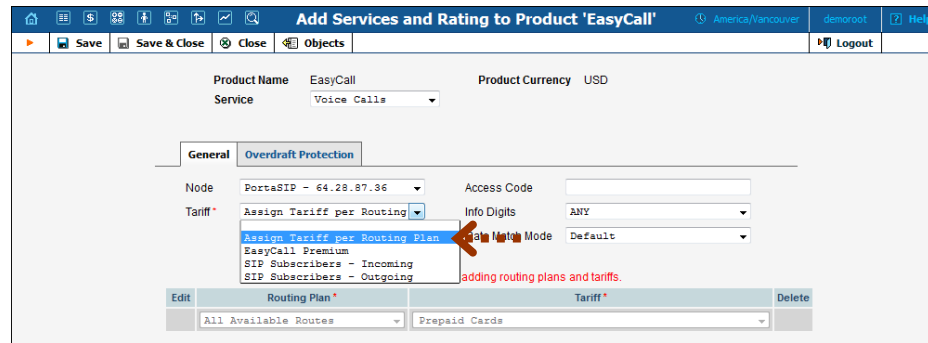 Add Services and Rating to Product 'EasyCall' America/Vancouver demoroot Help
Save Save & Close Close Objects Logout
Product Name EasyCall Product Currency USD
Service Voice Calls
General Overdraft Protection
Node PortaSIP - 64.28.87.36 Access Code
Tariff* Assign Tariff per Routing Info Digits ANY
Assign Tariff per Routing Plan Match Mode Default
EasyCall Premium
SIP Subscribers - Incoming
SIP Subscribers - Outgoing adding routing plans and tariffs.
Edit Routing Plan* Tariff* Delete
All Available Routes Prepaid Cards